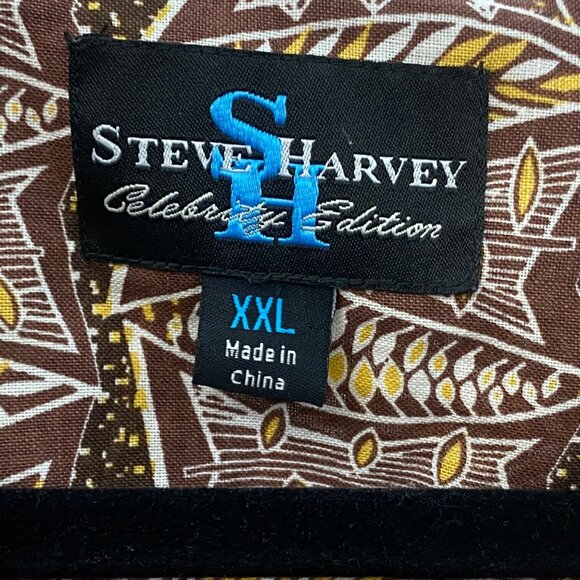 SH
STEVE HARVEY
Celebrity Edition
XXL
Made in
China